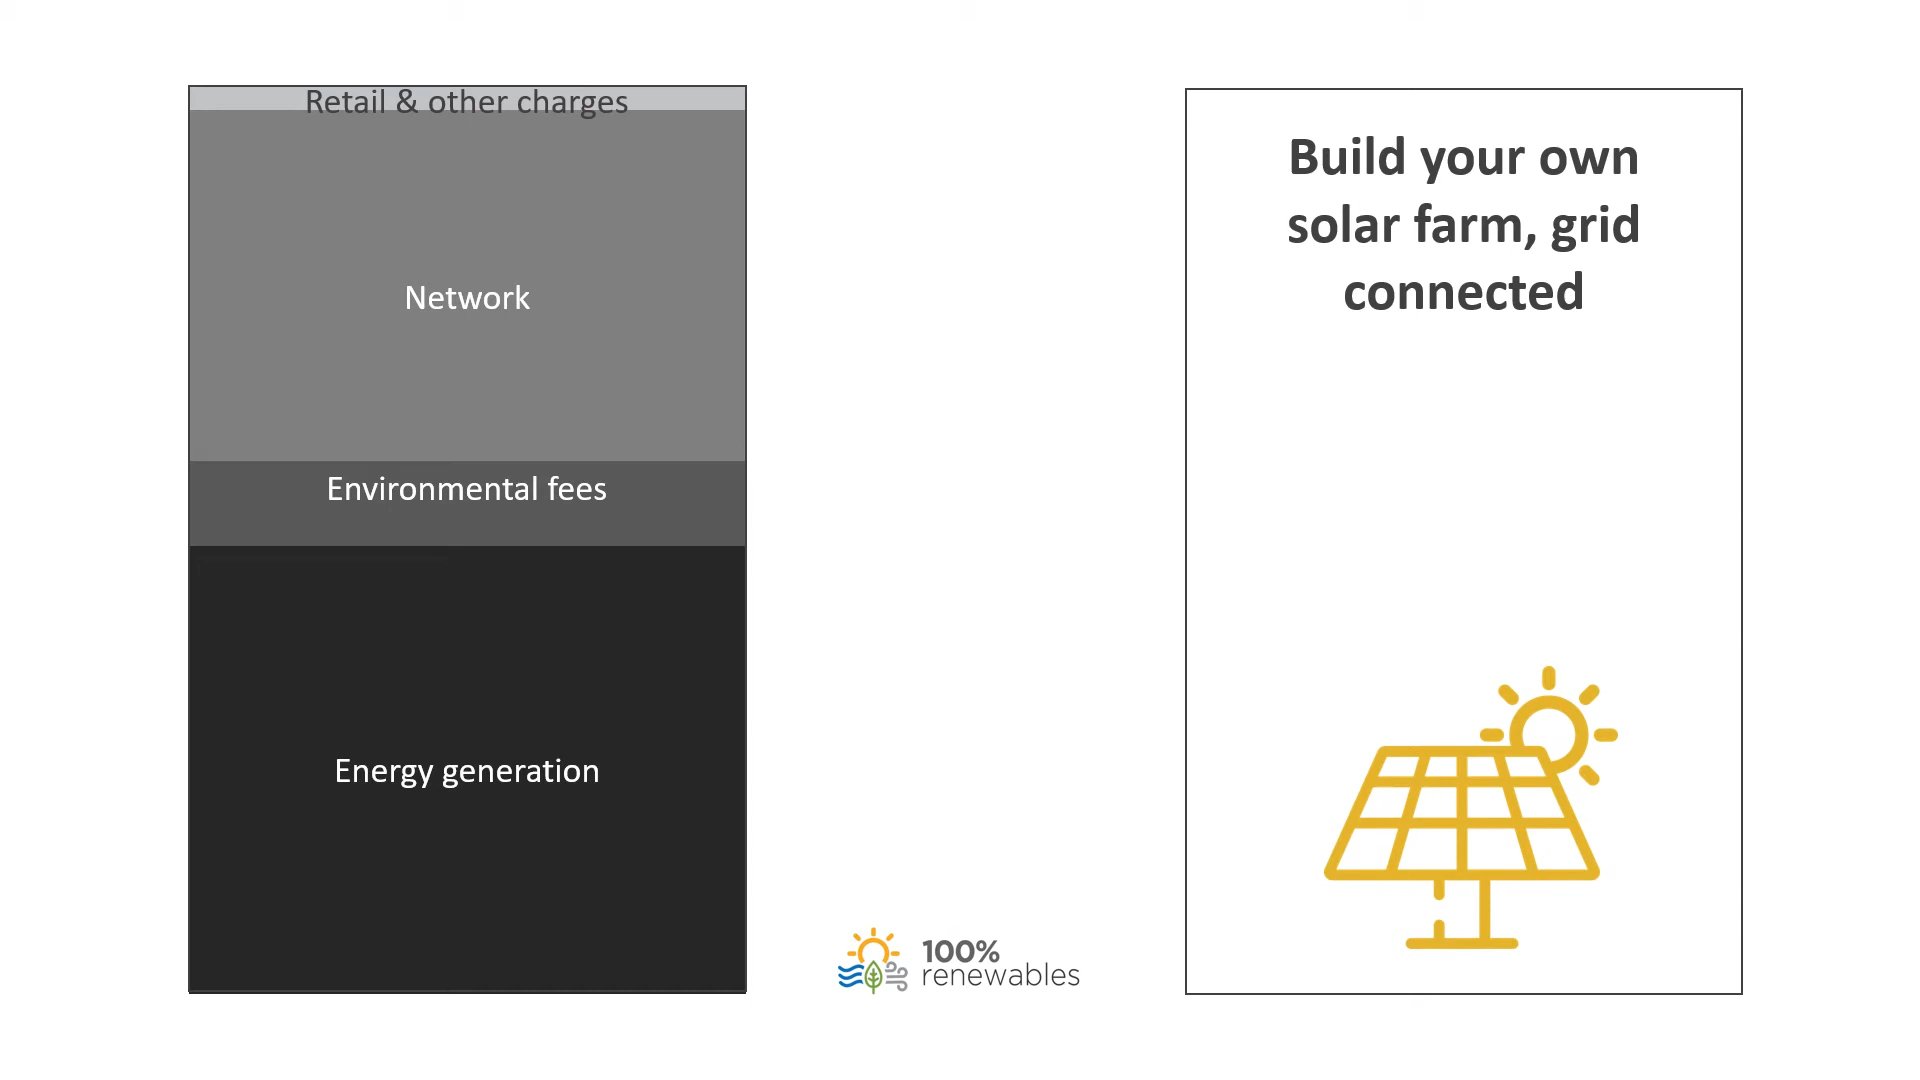 Retail & other charges
Network
Environmental fees
Energy generation
Build your own
solar farm, grid
connected
100%
renewables